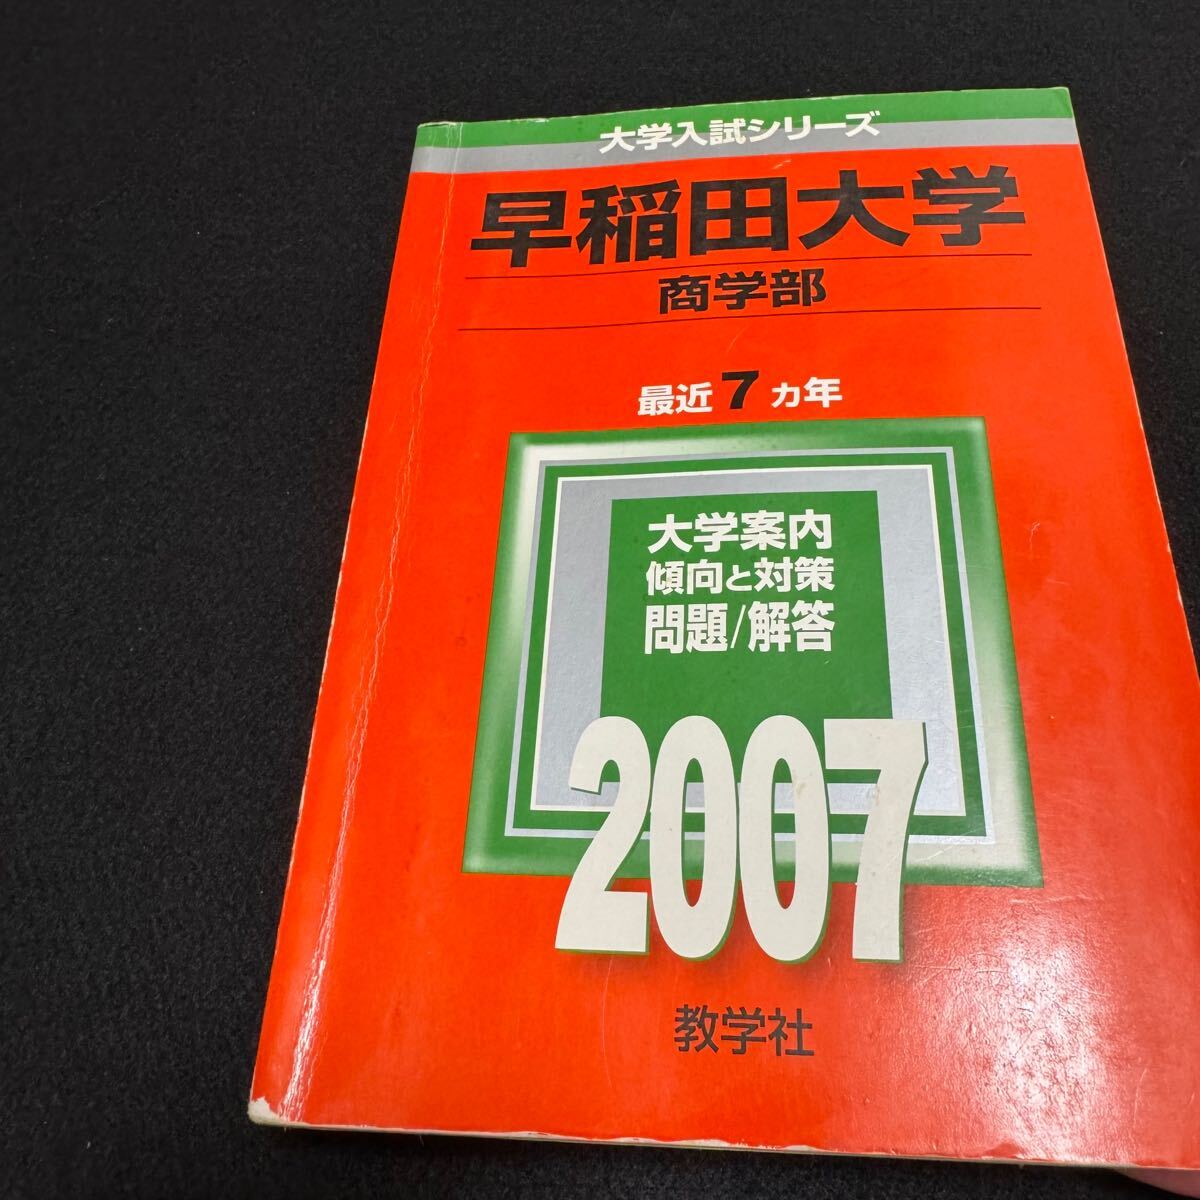 大学入試シリーズ
早稲田大学
商学部
最近7ヵ年
大学案内
傾向と対策
問題/解答
2007
教学社